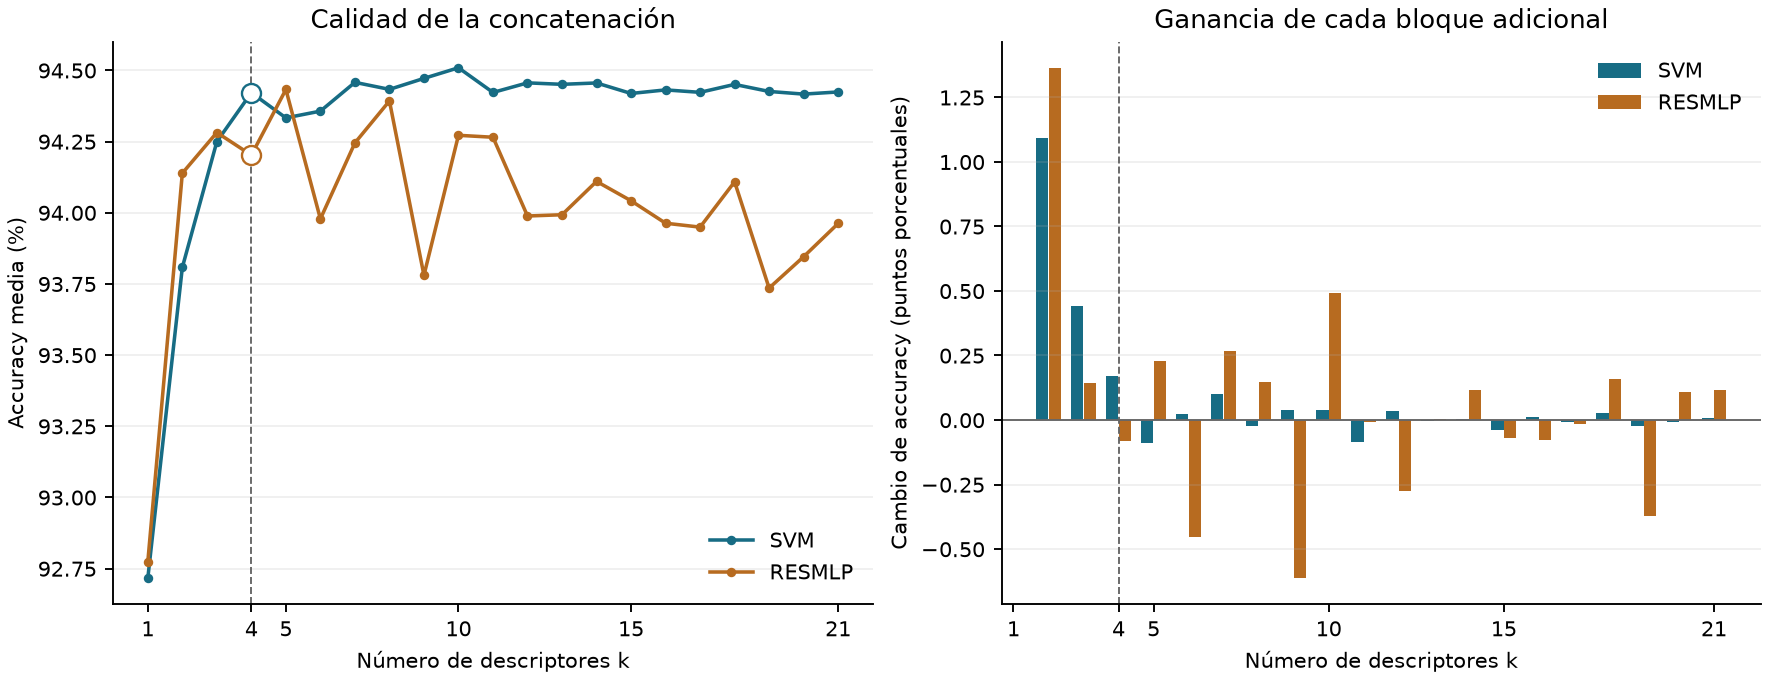 Calidad de la concatenación
Accuracy media (%)
94.50
94.25
94.00
93.75
93.50
93.25
93.00
92.75
SVM
RESMLP
1 4 5 10 15 21
Número de descriptores k
Ganancia de cada bloque adicional
Cambio de accuracy (puntos porcentuales)
1.25
1.00
0.75
0.50
0.25
0.00
−0.25
−0.50
SVM
RESMLP
1 4 5 10 15 21
Número de descriptores k